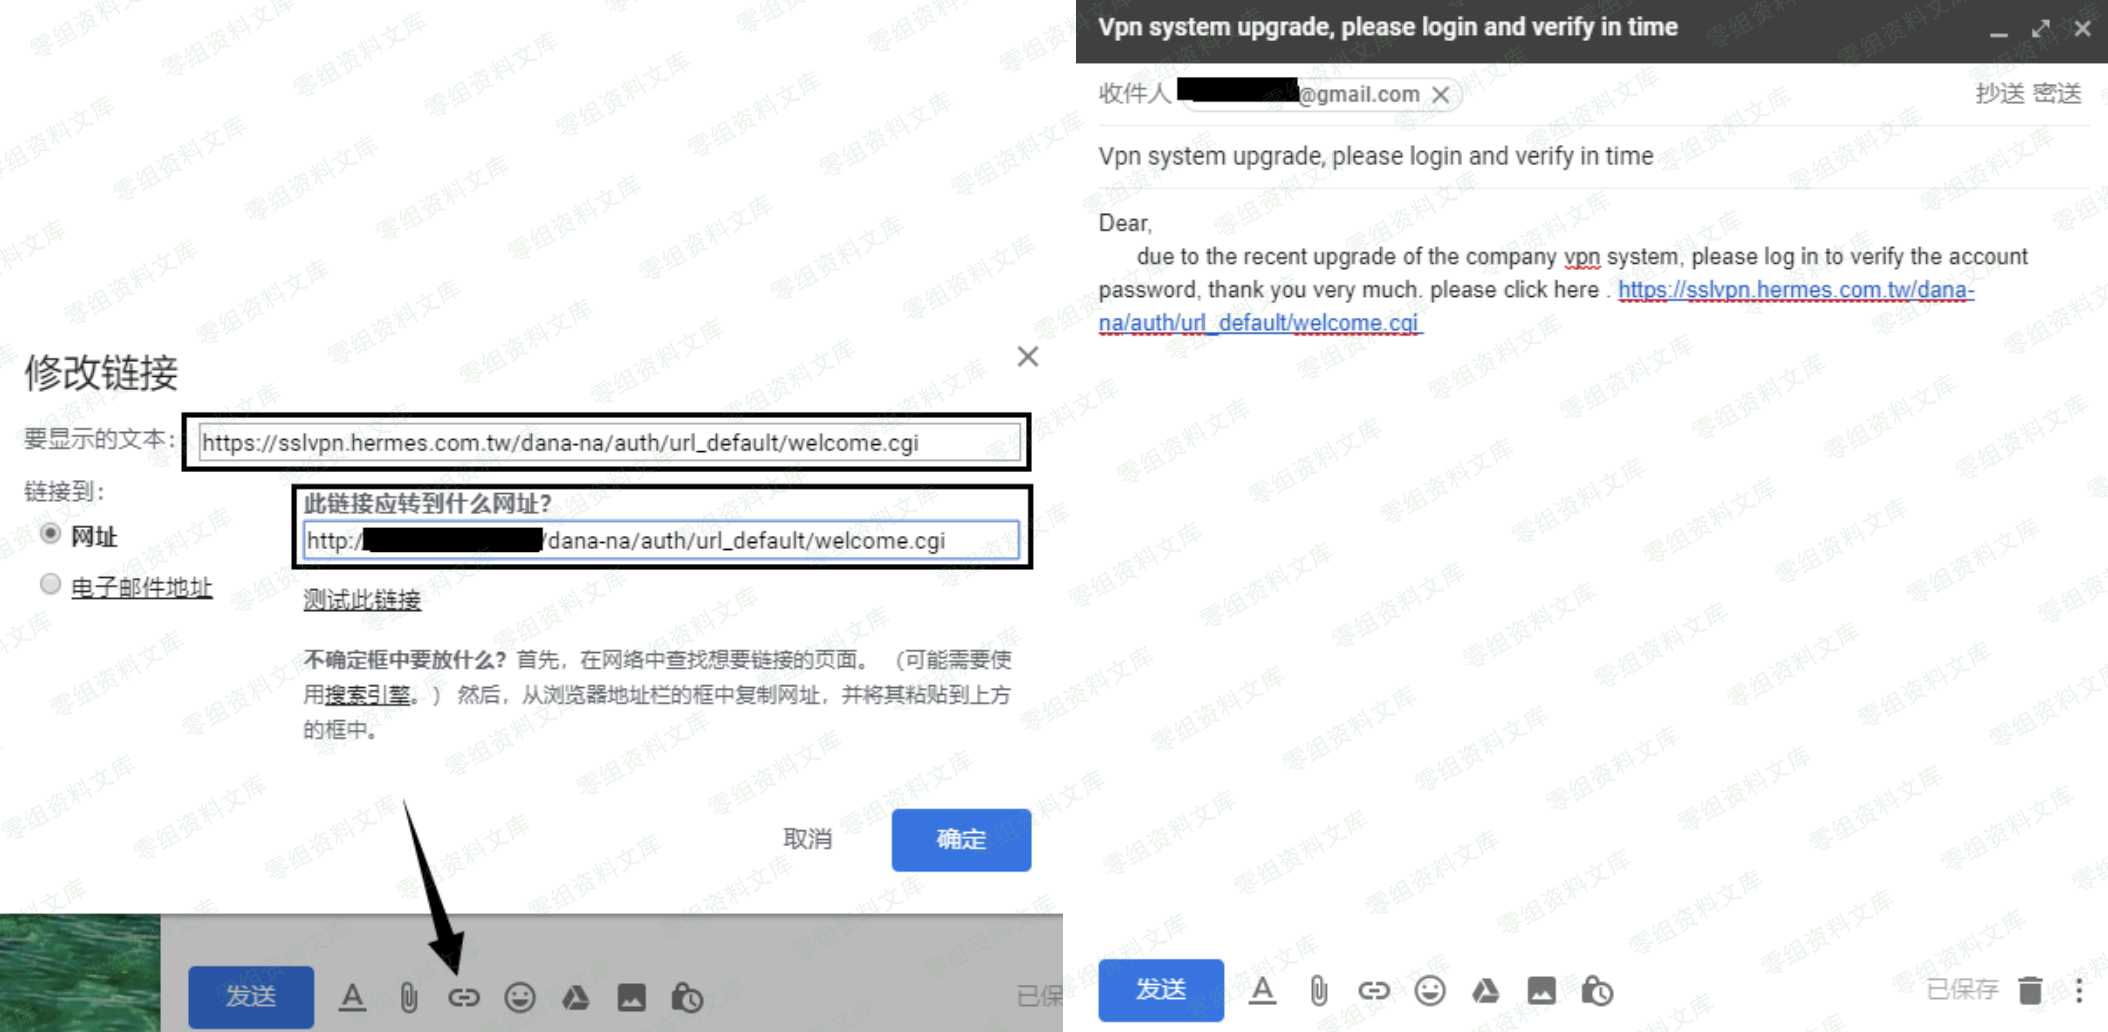 修改链接
要显示的文本:
https://sslvpn.hermes.com.tw/dana-na/auth/url_default/welcome.cgi
链接到:
网址
电子邮件地址
此链接应转到什么网址?
http:/ /dana-na/auth/url_default/welcome.cgi
测试此链接
不确定框中要放什么? 首先，在网络中查找想要链接的页面。 （可能需要使
用搜索引擎。） 然后，从浏览器地址栏的框中复制网址，并将其粘贴到上方
的框中。
取消
确定
发送
已保
Vpn system upgrade, please login and verify in time
收件人 @gmail.com
抄送 密送
Vpn system upgrade, please login and verify in time
Dear,
due to the recent upgrade of the company vpn system, please log in to verify the account
password, thank you very much. please click here . https://sslvpn.hermes.com.tw/dana-
na/auth/url_default/welcome.cgi
发送
已保存
零组资料文库